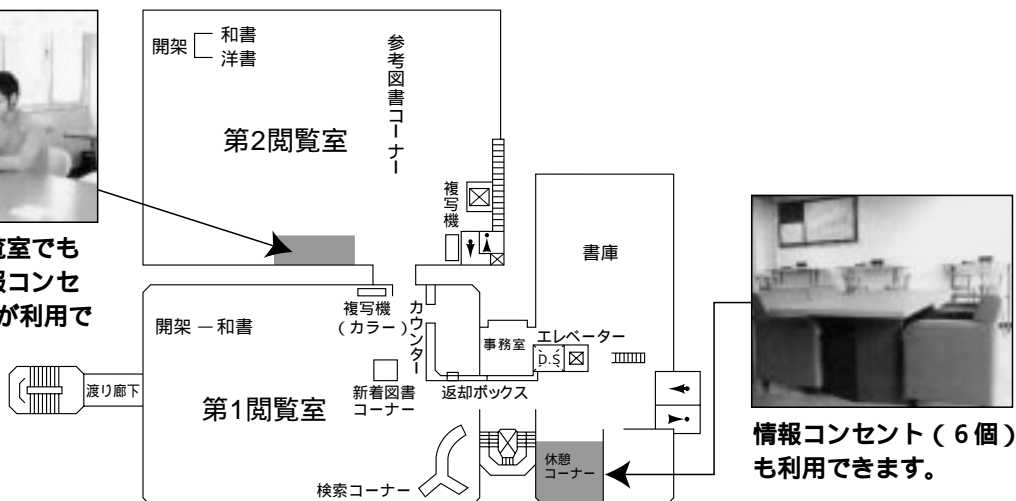 開架
和書
洋書
参考図書コーナー
第2閲覧室
複写機
書庫
覧室でも
報コンセ
が利用で
複写機
（カラー）
カウンター
開架－和書
事務室
エレベーター
D.S
渡り廊下
第1閲覧室
新着図書
コーナー
返却ボックス
休憩
コーナー
検索コーナー
情報コンセント（６個）
も利用できます。